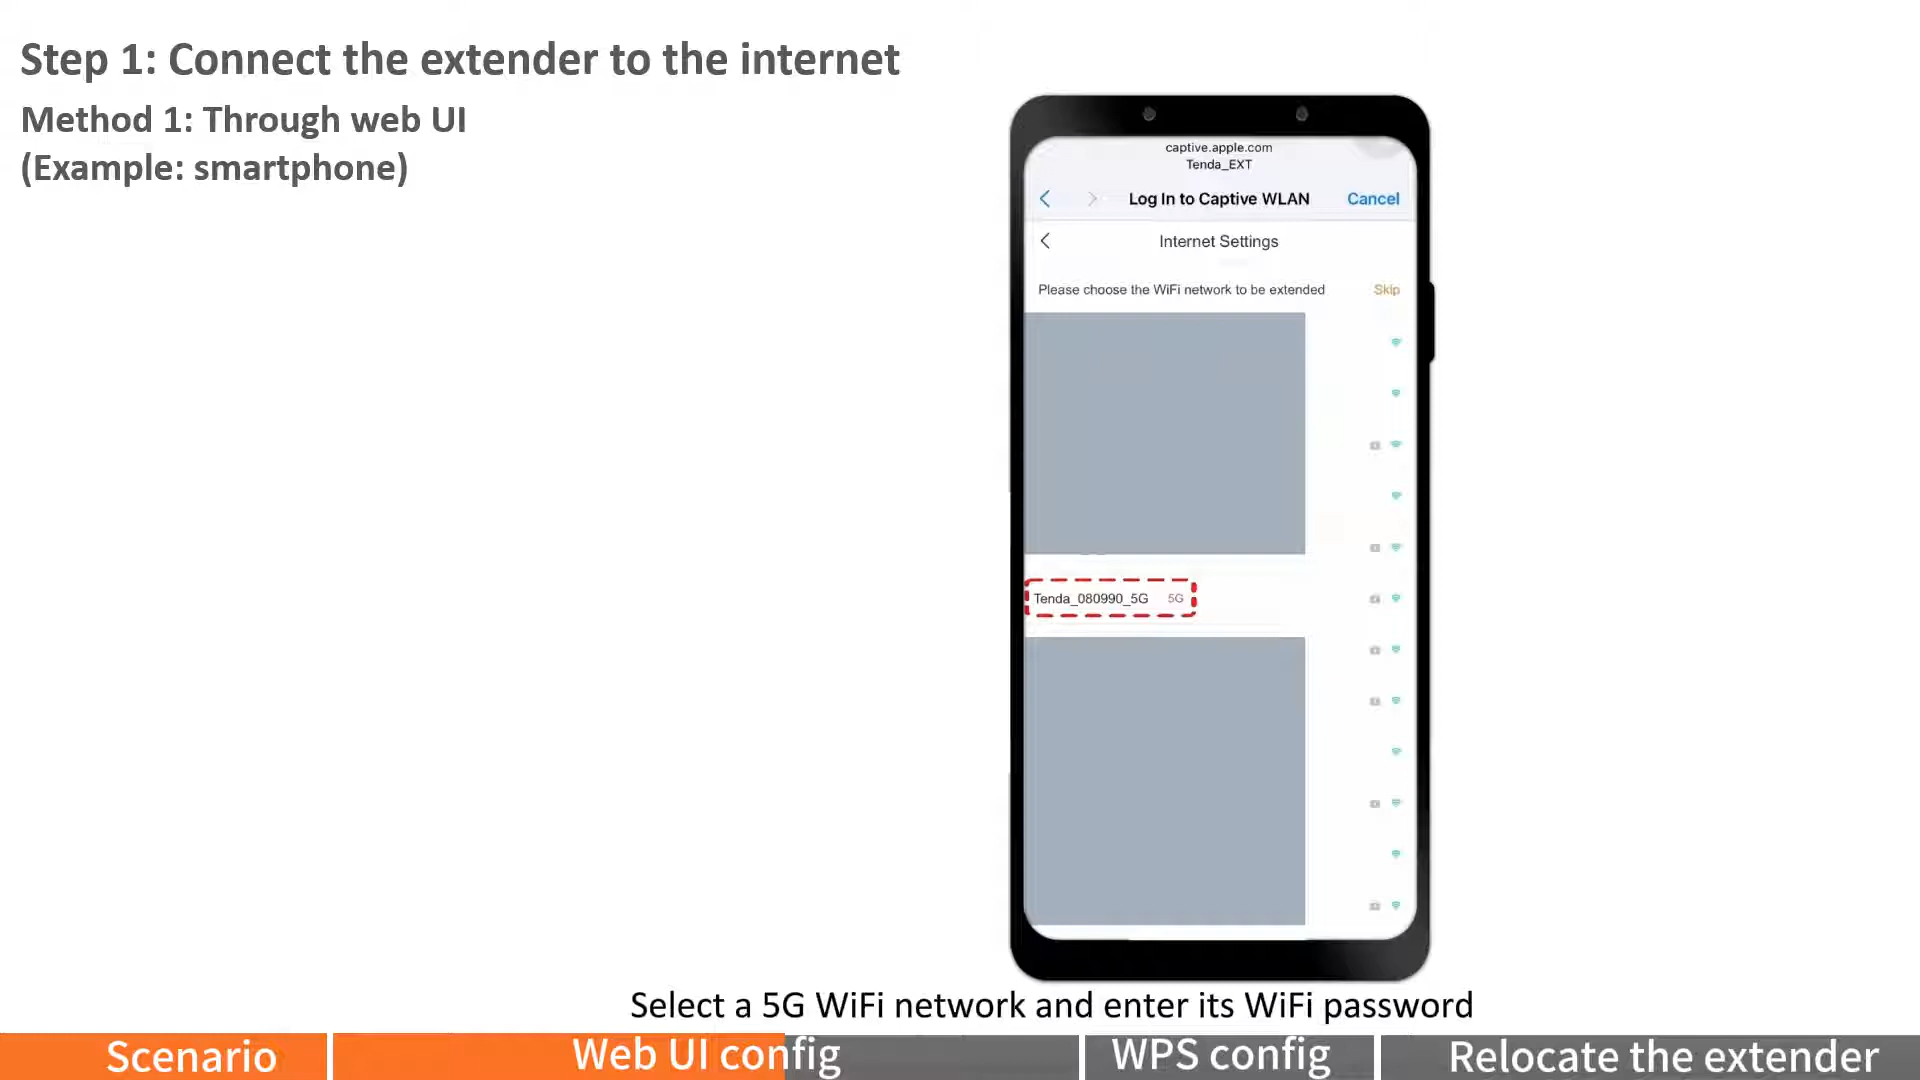 Step 1: Connect the extender to the internet
Method 1: Through web UI
(Example: smartphone)
captive.apple.com
Tenda_EXT
Log In to Captive WLAN
Cancel
Internet Settings
Please choose the WiFi network to be extended
Skip
Tenda_080990_5G 5G
Select a 5G WiFi network and enter its WiFi password
Scenario
Web UI config
WPS config
Relocate the extender